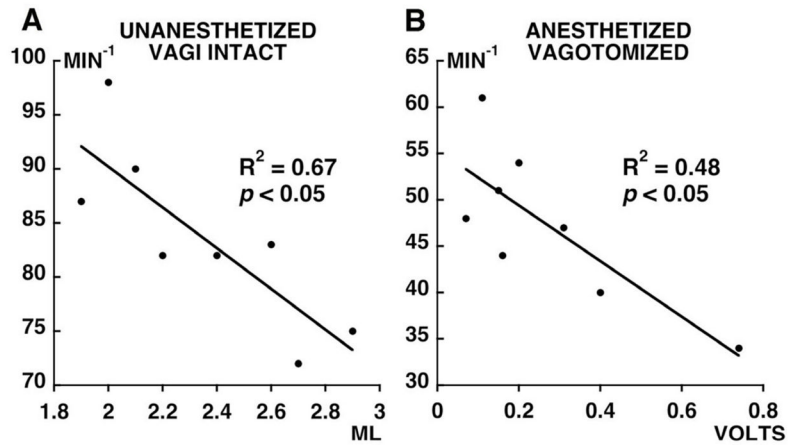 A
UNANESTHETIZED
VAGI INTACT
MIN-1
100
95
90
85
80
75
70
R2 = 0.67
p < 0.05
1.8
2
2.2
2.4
2.6
2.8
3
ML
B
ANESTHETIZED
VAGOTOMIZED
MIN-1
65
60
55
50
45
40
35
30
R2 = 0.48
p < 0.05
0
0.2
0.4
0.6
0.8
VOLTS